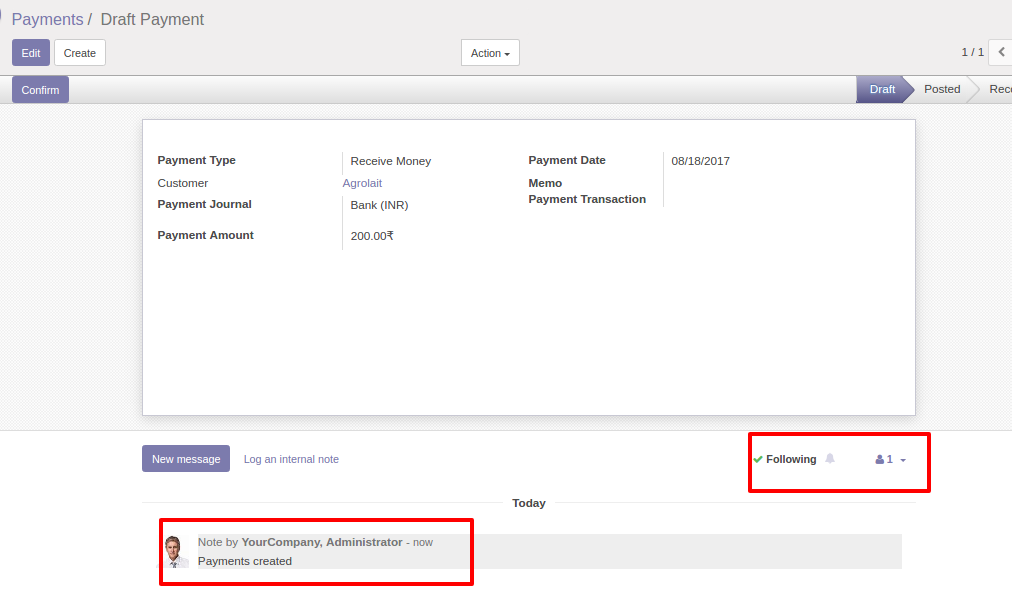 Payments / Draft Payment
Edit Create Action 1 / 1
Confirm Draft Posted
Payment Type Receive Money Payment Date 08/18/2017
Customer Agrolait Memo
Payment Transaction
Payment Journal Bank (INR)
Payment Amount 200.00₹
New message Log an internal note Following 1
Today
Note by YourCompany, Administrator - now
Payments created